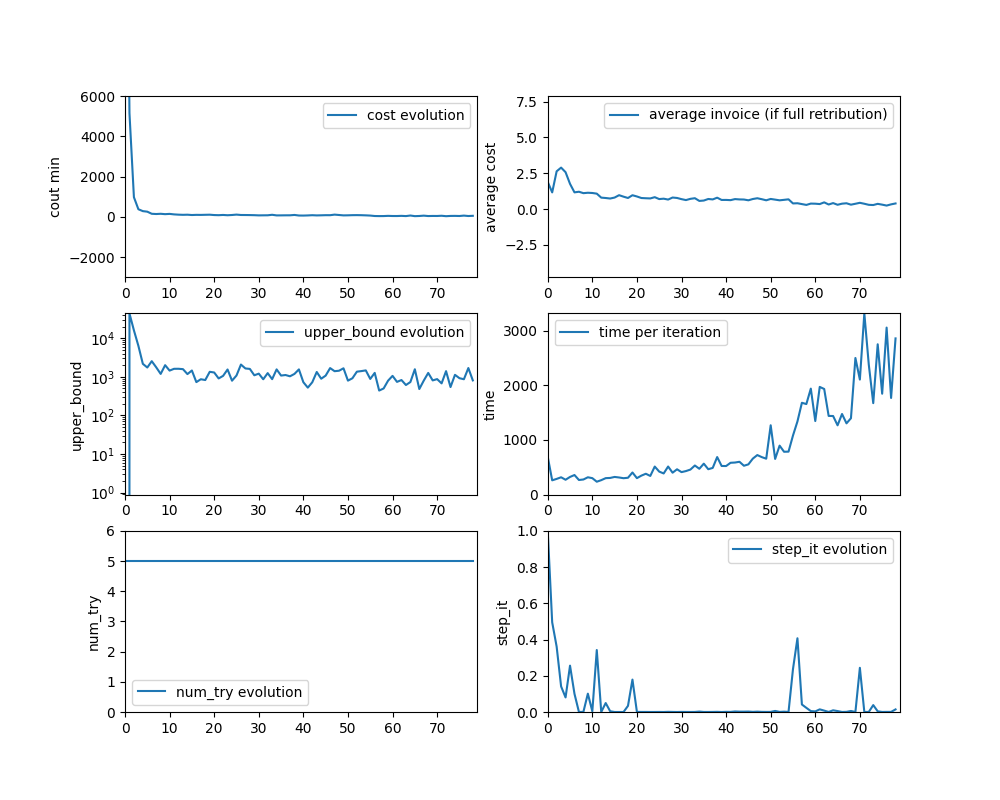 6000
4000
2000
0
−2000
cout min
cost evolution
0 10 20 30 40 50 60 70
7.5
5.0
2.5
0.0
−2.5
average cost
average invoice (if full retribution)
0 10 20 30 40 50 60 70
10^4
10^3
10^2
10^1
10^0
upper_bound
upper_bound evolution
0 10 20 30 40 50 60 70
3000
2000
1000
0
time
time per iteration
0 10 20 30 40 50 60 70
6
5
4
3
2
1
0
num_try
num_try evolution
0 10 20 30 40 50 60 70
1.0
0.8
0.6
0.4
0.2
0.0
step_it
step_it evolution
0 10 20 30 40 50 60 70